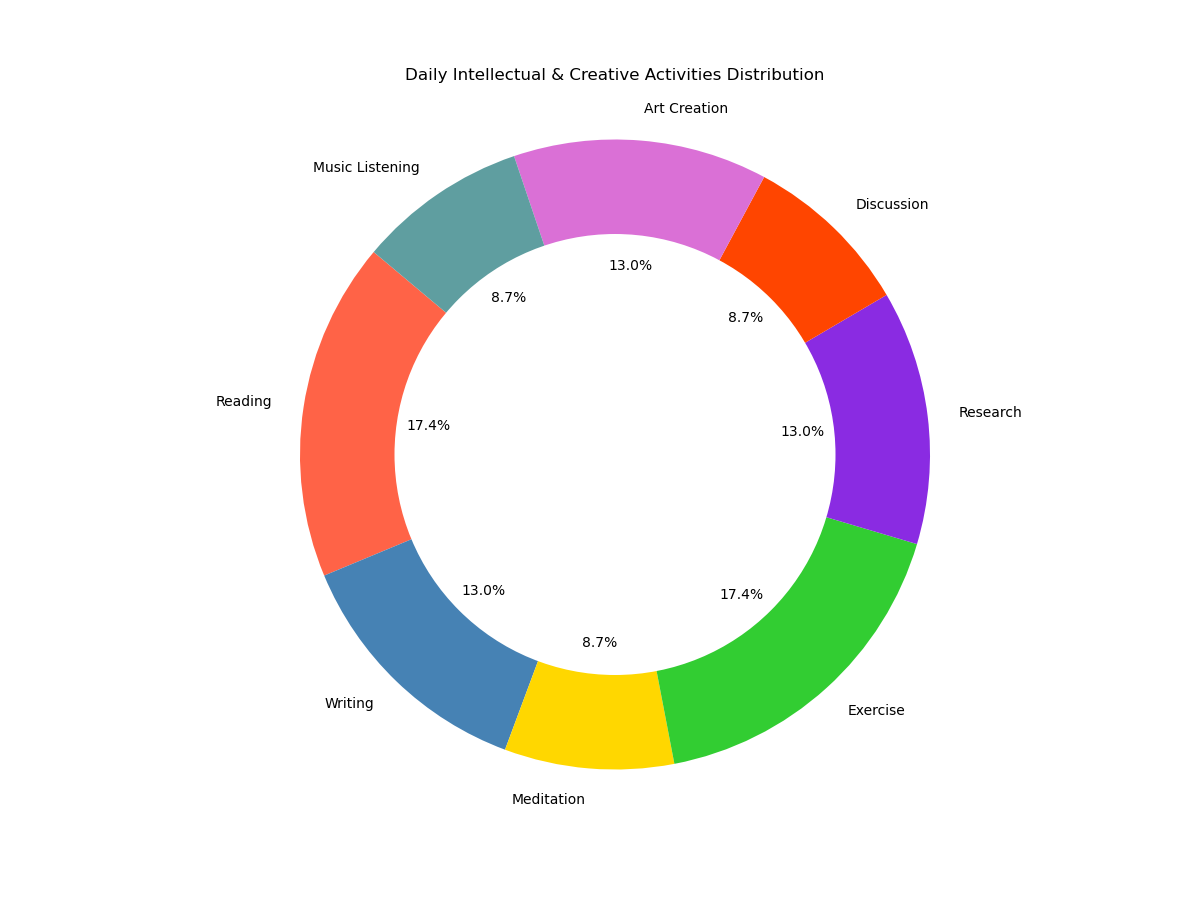 Daily Intellectual & Creative Activities Distribution
Art Creation
Music Listening
Discussion
13.0%
8.7%
8.7%
Reading
Research
17.4%
13.0%
13.0%
17.4%
8.7%
Writing
Exercise
Meditation